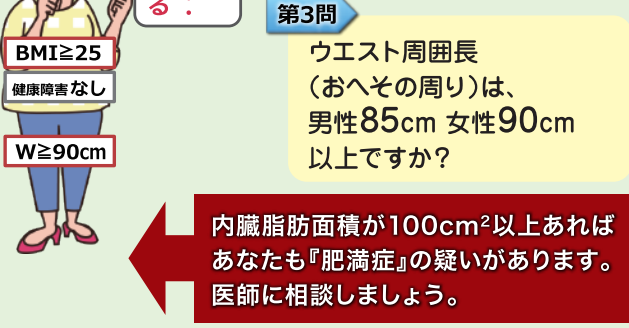 る？
第3問
BMI≧25
健康障害なし
W≧90cm
ウエスト周囲長
（おへその周り）は、
男性85cm 女性90cm
以上ですか？
内臓脂肪面積が100cm²以上あれば
あなたも『肥満症』の疑いがあります。
医師に相談しましょう。